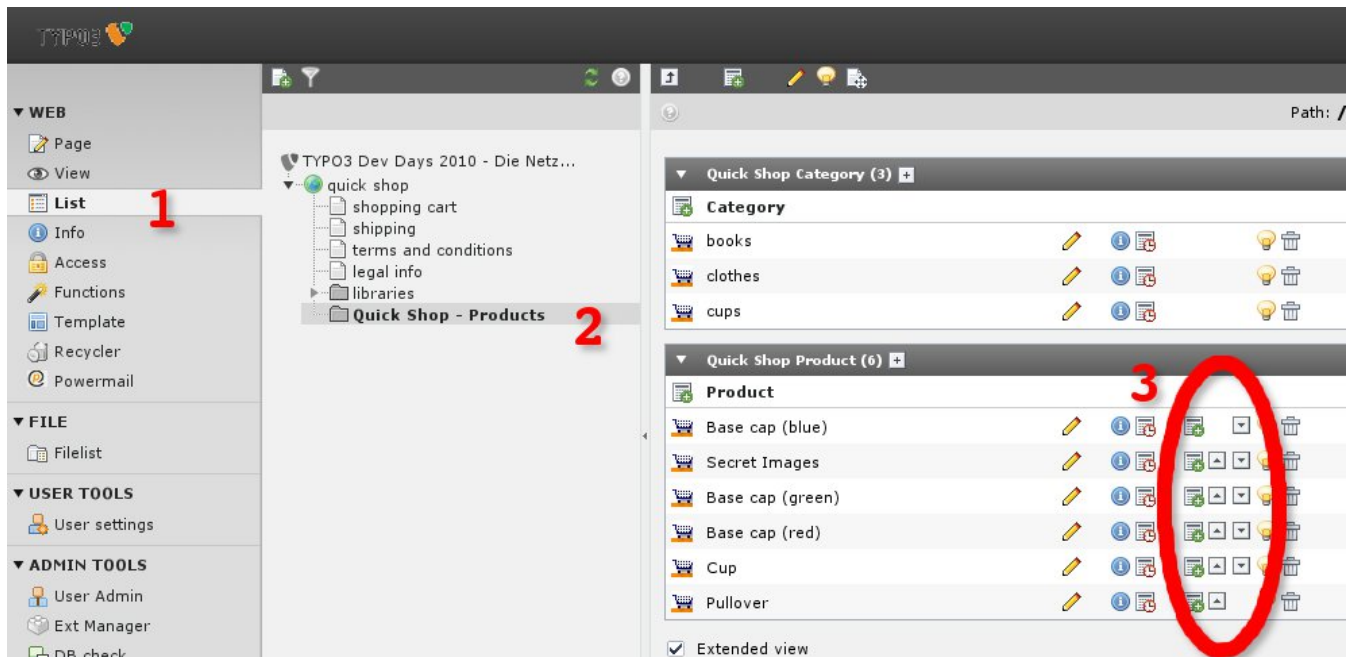 TYPO3
WEB
Page
View
List
1
Info
Access
Functions
Template
Recycler
Powermail
FILE
Filelist
USER TOOLS
User settings
ADMIN TOOLS
User Admin
Ext Manager
DB check
TYPO3 Dev Days 2010 - Die Netz...
quick shop
shopping cart
shipping
terms and conditions
legal info
libraries
Quick Shop - Products
2
Path: /
Quick Shop Category (3)
Category
books
clothes
cups
Quick Shop Product (6)
3
Product
Base cap (blue)
Secret Images
Base cap (green)
Base cap (red)
Cup
Pullover
Extended view